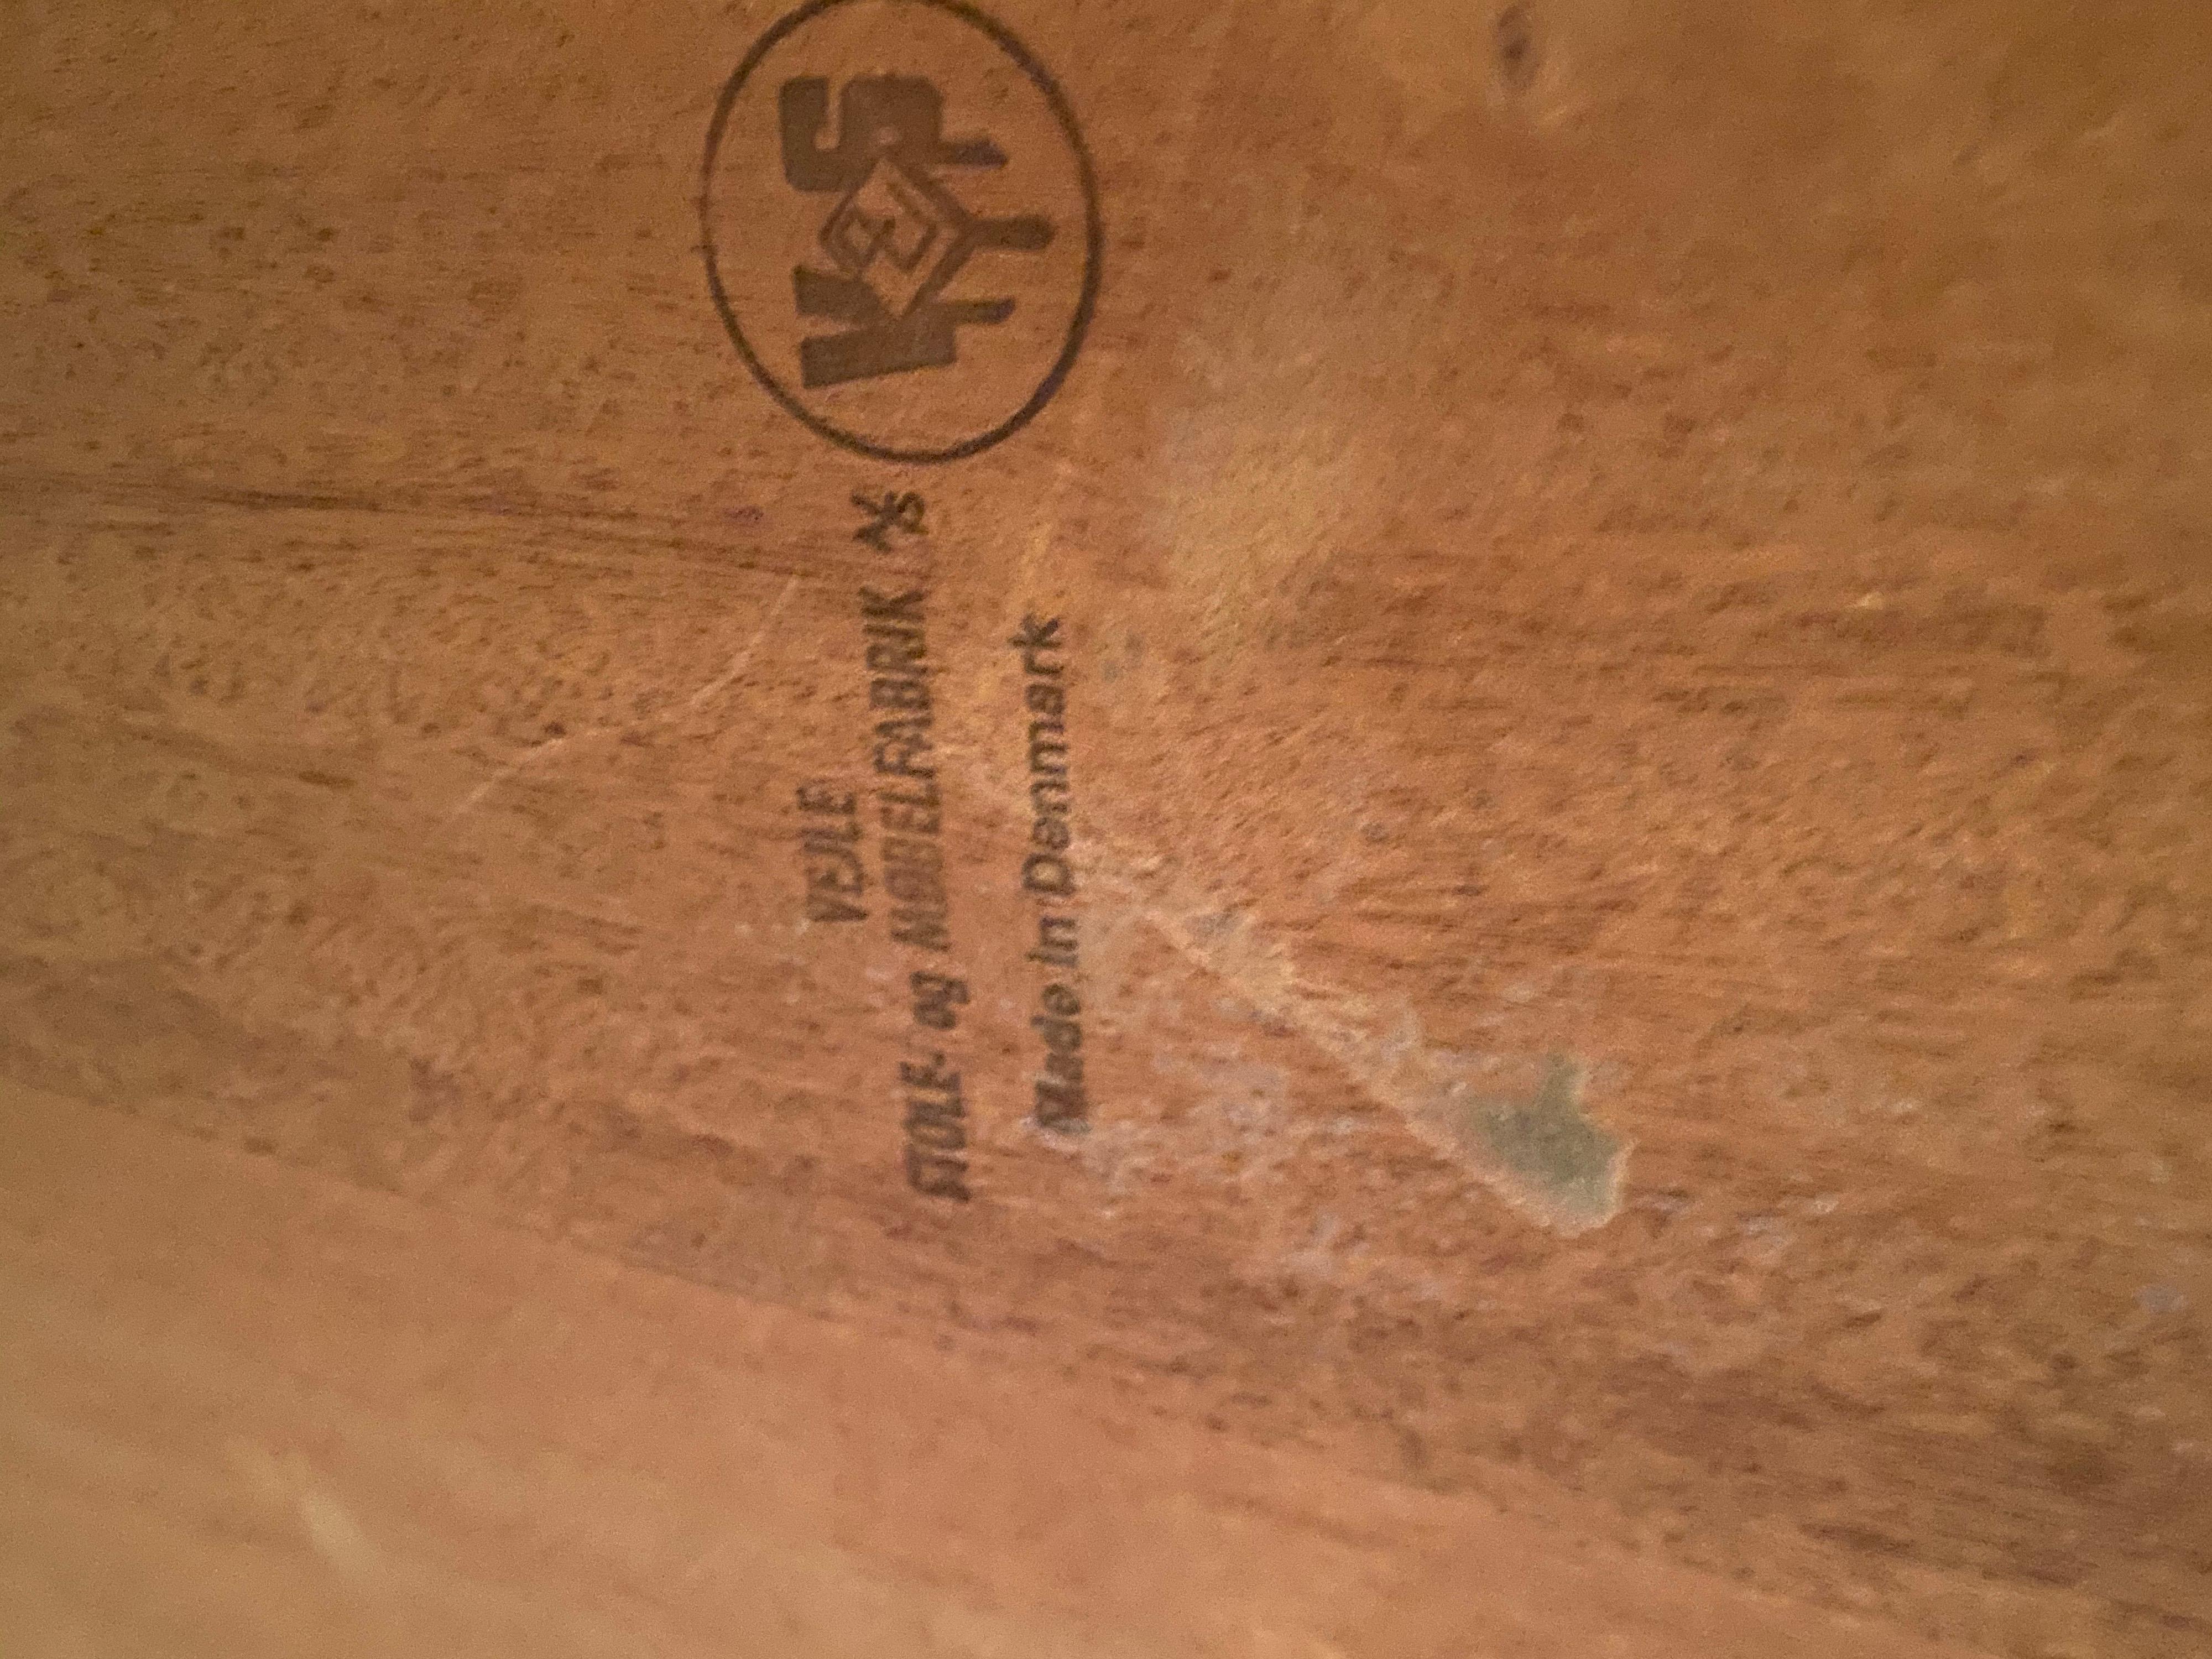 VEJLE
STOLE- og MØBELFABRIK A/S
Made in Denmark